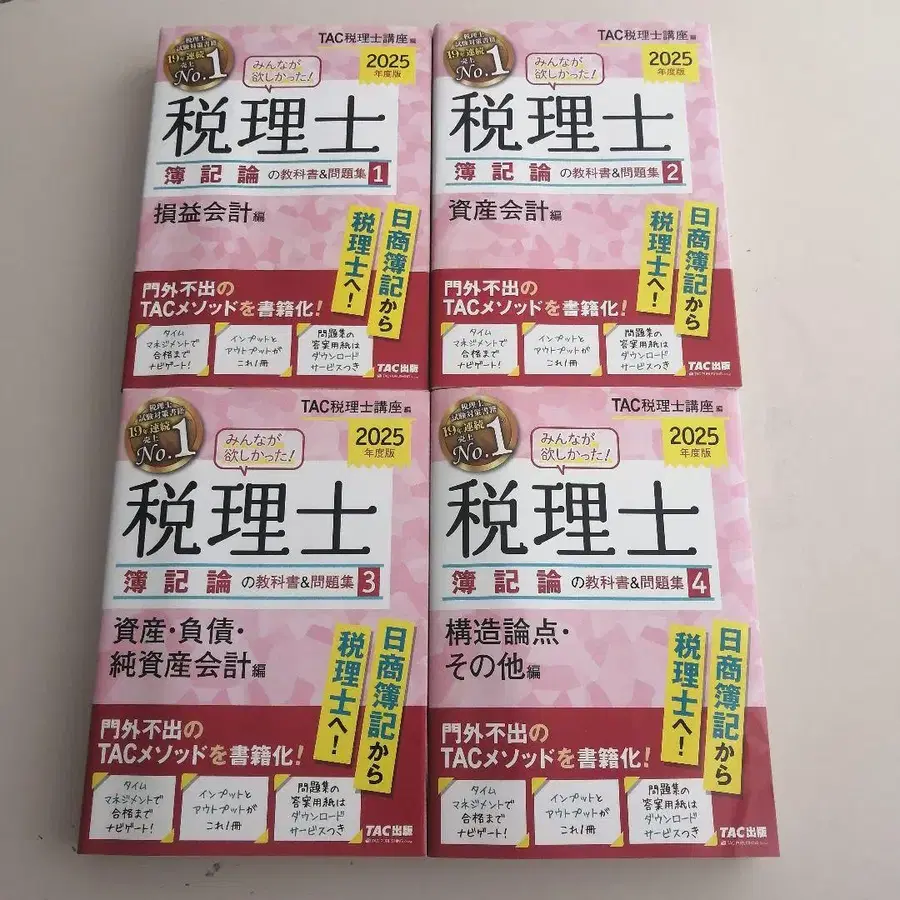 税理士
試験対策書籍
19年連続
売上
No.1
TAC税理士講座 編
みんなが
欲しかった!
2025
年度版
税理士
簿記論 の教科書&問題集 1
損益会計編
日商簿記から
税理士へ!
門外不出の
TACメソッドを書籍化!
タイム
マネジメントで
合格まで
ナビゲート!
インプットと
アウトプットが
これ1冊
問題集の
答案用紙は
ダウンロード
サービスつき
TAC出版
税理士
試験対策書籍
19年連続
売上
No.1
TAC税理士講座 編
みんなが
欲しかった!
2025
年度版
税理士
簿記論 の教科書&問題集 2
資産会計編
日商簿記から
税理士へ!
門外不出の
TACメソッドを書籍化!
タイム
マネジメントで
合格まで
ナビゲート!
インプットと
アウトプットが
これ1冊
問題集の
答案用紙は
ダウンロード
サービスつき
TAC出版
税理士
試験対策書籍
19年連続
売上
No.1
TAC税理士講座 編
みんなが
欲しかった!
2025
年度版
税理士
簿記論 の教科書&問題集 3
資産・負債・
純資産会計編
日商簿記から
税理士へ!
門外不出の
TACメソッドを書籍化!
タイム
マネジメントで
合格まで
ナビゲート!
インプットと
アウトプットが
これ1冊
問題集の
答案用紙は
ダウンロード
サービスつき
TAC出版
税理士
試験対策書籍
19年連続
売上
No.1
TAC税理士講座 編
みんなが
欲しかった!
2025
年度版
税理士
簿記論 の教科書&問題集 4
構造論点・
その他編
日商簿記から
税理士へ!
門外不出の
TACメソッドを書籍化!
タイム
マネジメントで
合格まで
ナビゲート!
インプットと
アウトプットが
これ1冊
問題集の
答案用紙は
ダウンロード
サービスつき
TAC出版